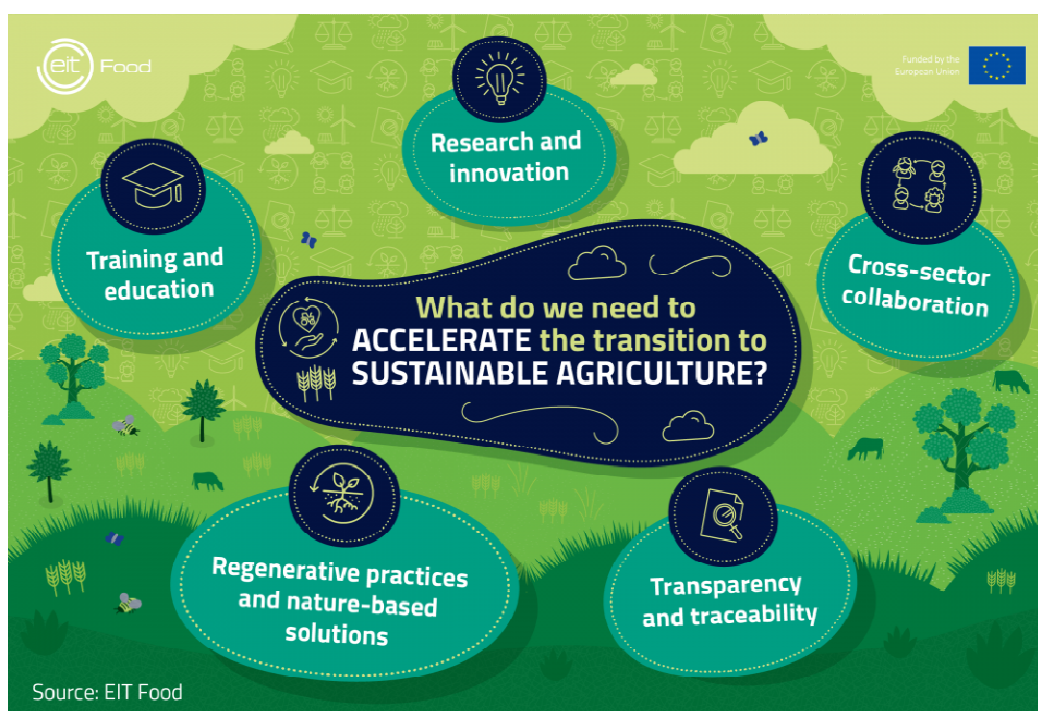 eit Food
Funded by the
European Union
Research and
innovation
Training and
education
Cross-sector
collaboration
What do we need to
ACCELERATE the transition to
SUSTAINABLE AGRICULTURE?
Regenerative practices
and nature-based
solutions
Transparency
and traceability
Source: EIT Food